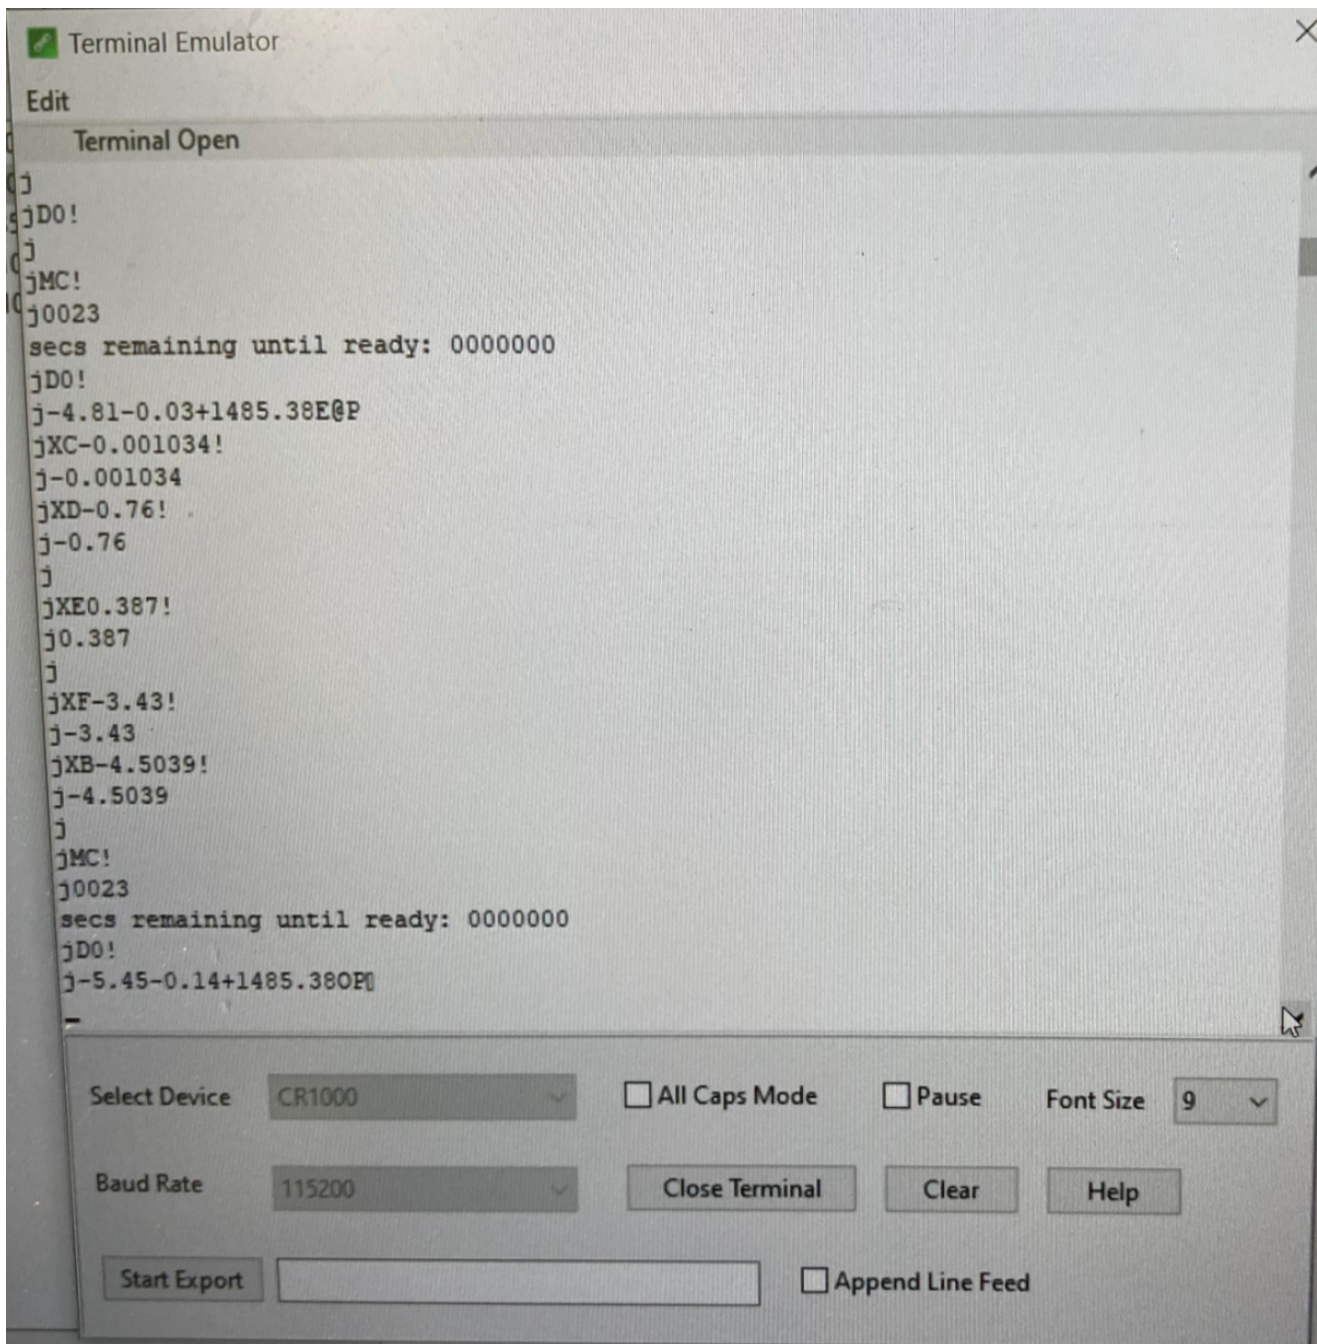 Terminal Emulator
Edit
Terminal Open
j
jD0!
j
jMC!
j0023
secs remaining until ready: 0000000
jD0!
j-4.81-0.03+1485.38E@P
jXC-0.001034!
j-0.001034
jXD-0.76!
j-0.76
j
jXE0.387!
j0.387
j
jXF-3.43!
j-3.43
jXB-4.5039!
j-4.5039
j
jMC!
j0023
secs remaining until ready: 0000000
jD0!
j-5.45-0.14+1485.38OP
Select Device CR1000 All Caps Mode Pause Font Size 9
Baud Rate 115200 Close Terminal Clear Help
Start Export Append Line Feed